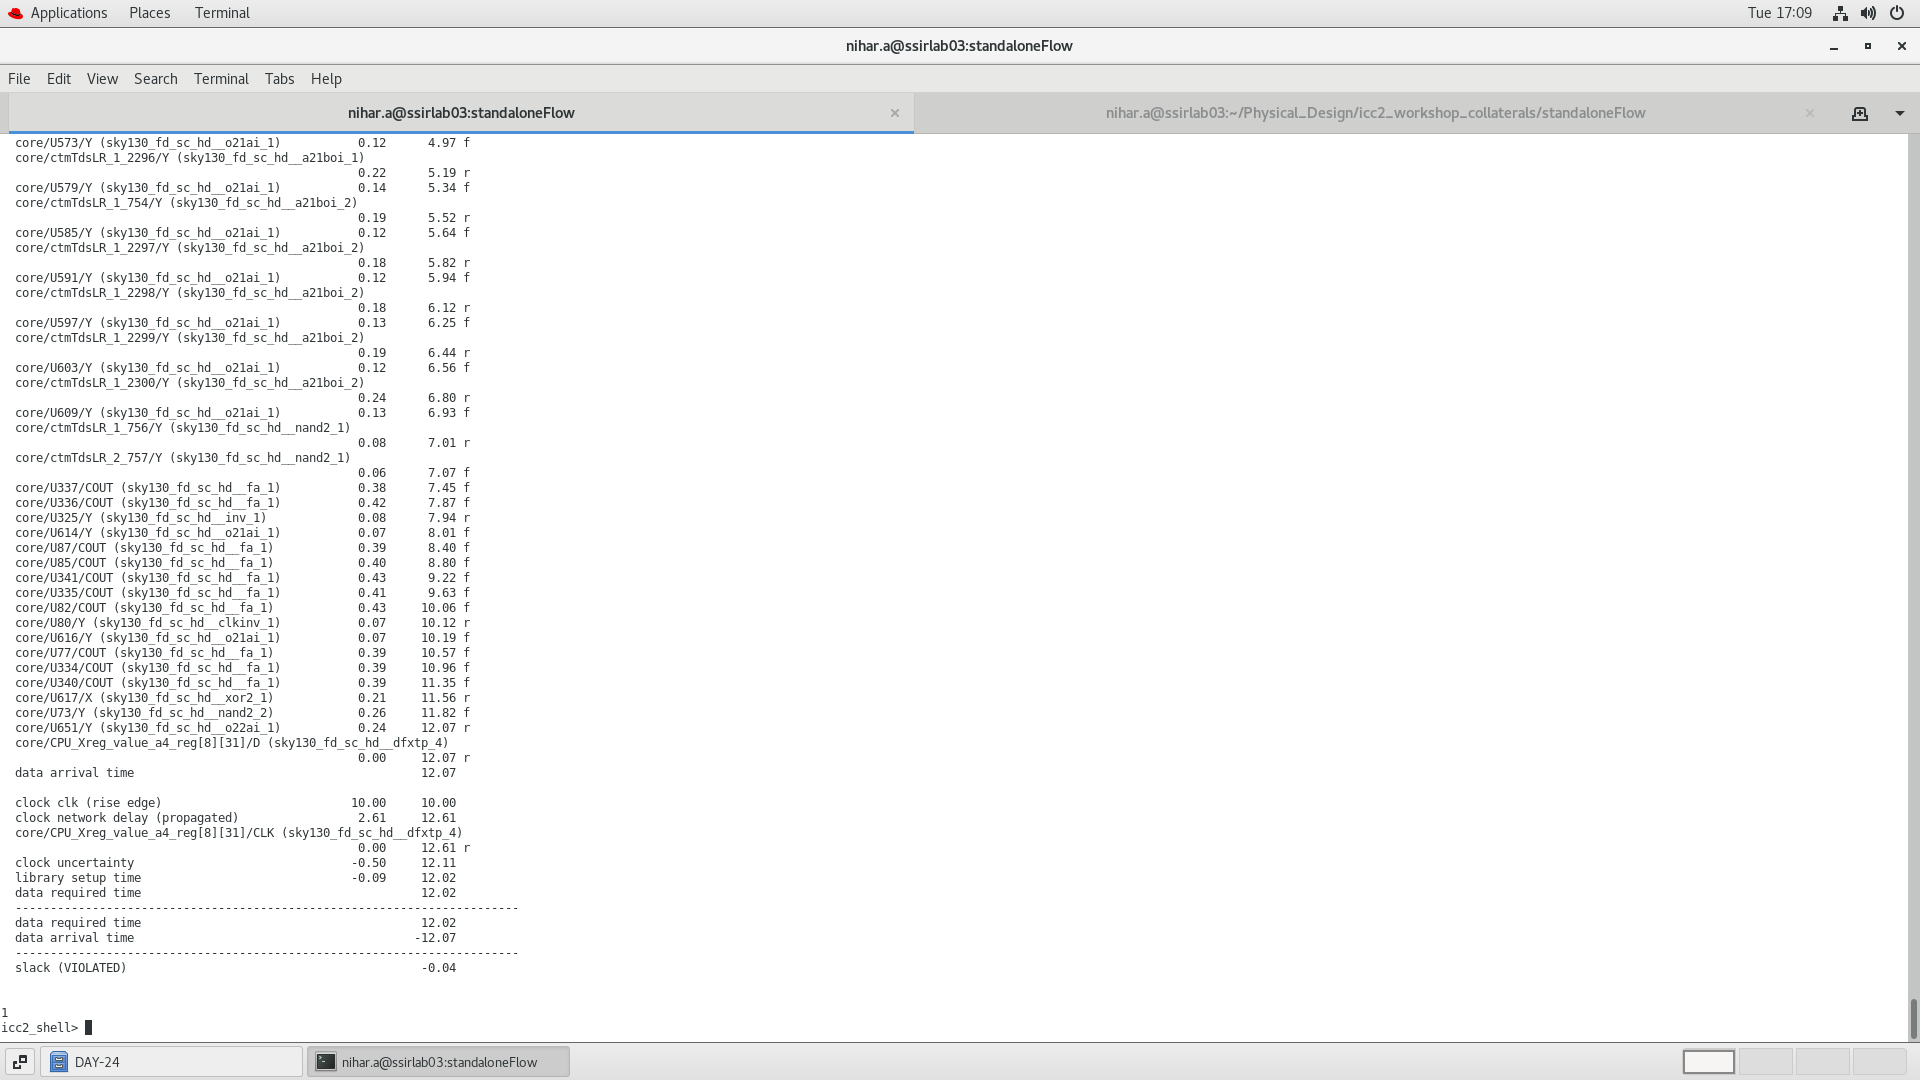 Applications Places Terminal Tue 17:09
nihar.a@ssirlab03:standaloneFlow
File Edit View Search Terminal Tabs Help
nihar.a@ssirlab03:standaloneFlow × nihar.a@ssirlab03:~/Physical_Design/icc2_workshop_collaterals/standaloneFlow ×
core/U573/Y (sky130_fd_sc_hd__o21ai_1) 0.12 4.97 f
core/ctmTdsLR_1_2296/Y (sky130_fd_sc_hd__a21boi_1)
0.22 5.19 r
core/U579/Y (sky130_fd_sc_hd__o21ai_1) 0.14 5.34 f
core/ctmTdsLR_1_754/Y (sky130_fd_sc_hd__a21boi_2)
0.19 5.52 r
core/U585/Y (sky130_fd_sc_hd__o21ai_1) 0.12 5.64 f
core/ctmTdsLR_1_2297/Y (sky130_fd_sc_hd__a21boi_2)
0.18 5.82 r
core/U591/Y (sky130_fd_sc_hd__o21ai_1) 0.12 5.94 f
core/ctmTdsLR_1_2298/Y (sky130_fd_sc_hd__a21boi_2)
0.18 6.12 r
core/U597/Y (sky130_fd_sc_hd__o21ai_1) 0.13 6.25 f
core/ctmTdsLR_1_2299/Y (sky130_fd_sc_hd__a21boi_2)
0.19 6.44 r
core/U603/Y (sky130_fd_sc_hd__o21ai_1) 0.12 6.56 f
core/ctmTdsLR_1_2300/Y (sky130_fd_sc_hd__a21boi_2)
0.24 6.80 r
core/U609/Y (sky130_fd_sc_hd__o21ai_1) 0.13 6.93 f
core/ctmTdsLR_1_756/Y (sky130_fd_sc_hd__nand2_1)
0.08 7.01 r
core/ctmTdsLR_2_757/Y (sky130_fd_sc_hd__nand2_1)
0.06 7.07 f
core/U337/COUT (sky130_fd_sc_hd__fa_1) 0.38 7.45 f
core/U336/COUT (sky130_fd_sc_hd__fa_1) 0.42 7.87 f
core/U325/Y (sky130_fd_sc_hd__inv_1) 0.08 7.94 r
core/U614/Y (sky130_fd_sc_hd__o21ai_1) 0.07 8.01 f
core/U87/COUT (sky130_fd_sc_hd__fa_1) 0.39 8.40 f
core/U85/COUT (sky130_fd_sc_hd__fa_1) 0.40 8.80 f
core/U341/COUT (sky130_fd_sc_hd__fa_1) 0.43 9.22 f
core/U335/COUT (sky130_fd_sc_hd__fa_1) 0.41 9.63 f
core/U82/COUT (sky130_fd_sc_hd__fa_1) 0.43 10.06 f
core/U80/Y (sky130_fd_sc_hd__clkinv_1) 0.07 10.12 r
core/U616/Y (sky130_fd_sc_hd__o21ai_1) 0.07 10.19 f
core/U77/COUT (sky130_fd_sc_hd__fa_1) 0.39 10.57 f
core/U334/COUT (sky130_fd_sc_hd__fa_1) 0.39 10.96 f
core/U340/COUT (sky130_fd_sc_hd__fa_1) 0.39 11.35 f
core/U617/X (sky130_fd_sc_hd__xor2_1) 0.21 11.56 r
core/U73/Y (sky130_fd_sc_hd__nand2_2) 0.26 11.82 f
core/U651/Y (sky130_fd_sc_hd__o22ai_1) 0.24 12.07 r
core/CPU_Xreg_value_a4_reg[8][31]/D (sky130_fd_sc_hd__dfxtp_4)
0.00 12.07 r
data arrival time 12.07
clock clk (rise edge) 10.00 10.00
clock network delay (propagated) 2.61 12.61
core/CPU_Xreg_value_a4_reg[8][31]/CLK (sky130_fd_sc_hd__dfxtp_4)
0.00 12.61 r
clock uncertainty -0.50 12.11
library setup time -0.09 12.02
data required time 12.02
------------------------------------------------------------------------
data required time 12.02
data arrival time -12.07
------------------------------------------------------------------------
slack (VIOLATED) -0.04
1
icc2_shell>
DAY-24 nihar.a@ssirlab03:standaloneFlow